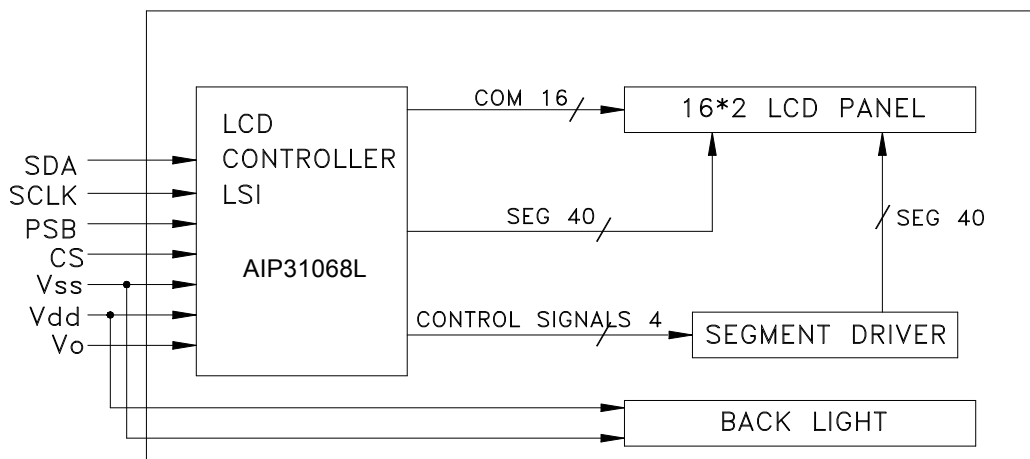 SDA
SCLK
PSB
CS
Vss
Vdd
Vo
LCD
CONTROLLER
LSI
AIP31068L
COM 16
SEG 40
CONTROL SIGNALS 4
16*2 LCD PANEL
SEG 40
SEGMENT DRIVER
BACK LIGHT